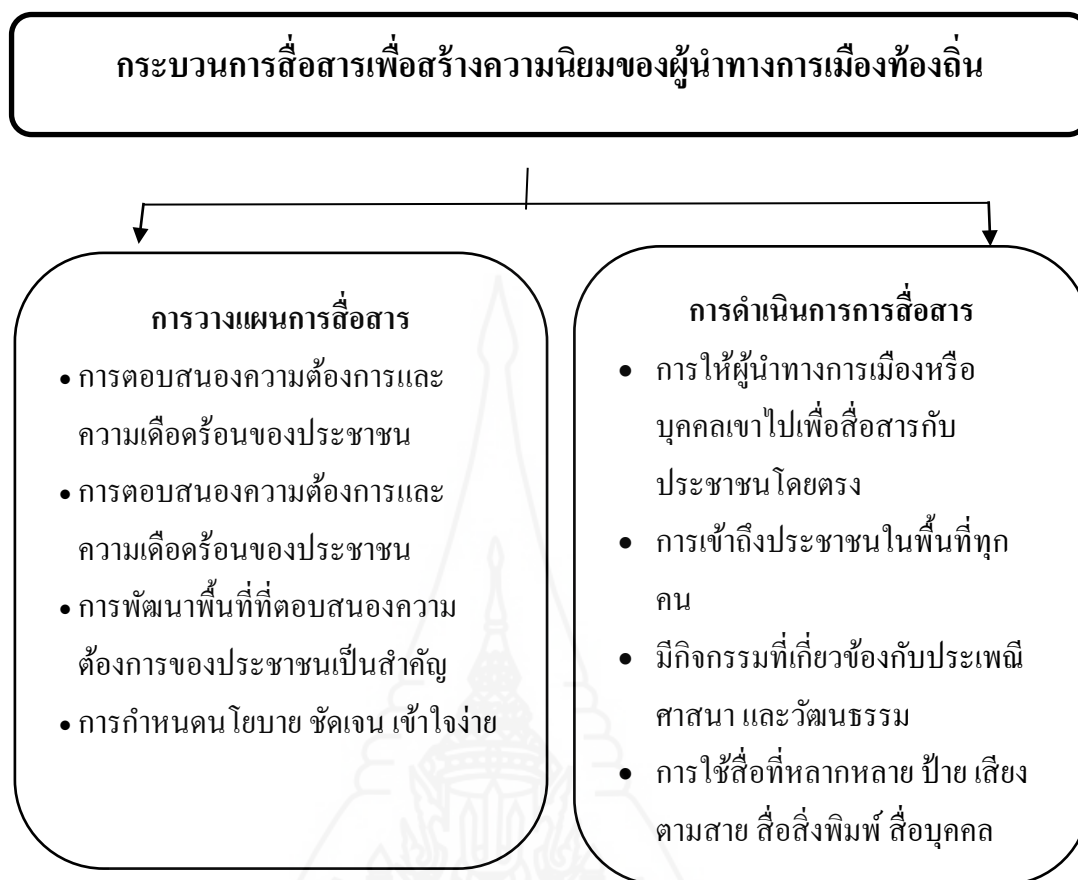 กระบวนการสื่อสารเพื่อสร้างความนิยมของผู้นำทางการเมืองท้องถิ่น
การวางแผนการสื่อสาร
• การตอบสนองความต้องการและ
ความเดือดร้อนของประชาชน
• การตอบสนองความต้องการและ
ความเดือดร้อนของประชาชน
• การพัฒนาพื้นที่ที่ตอบสนองความ
ต้องการของประชาชนเป็นสำคัญ
• การกำหนดนโยบาย ชัดเจน เข้าใจง่าย
การดำเนินการการสื่อสาร
• การให้ผู้นำทางการเมืองหรือ
บุคคลเขาไปเพื่อสื่อสารกับ
ประชาชนโดยตรง
• การเข้าถึงประชาชนในพื้นที่ทุก
คน
• มีกิจกรรมที่เกี่ยวข้องกับประเพณี
ศาสนา และวัฒนธรรม
• การใช้สื่อที่หลากหลาย ป้าย เสียง
ตามสาย สื่อสิ่งพิมพ์ สื่อบุคคล